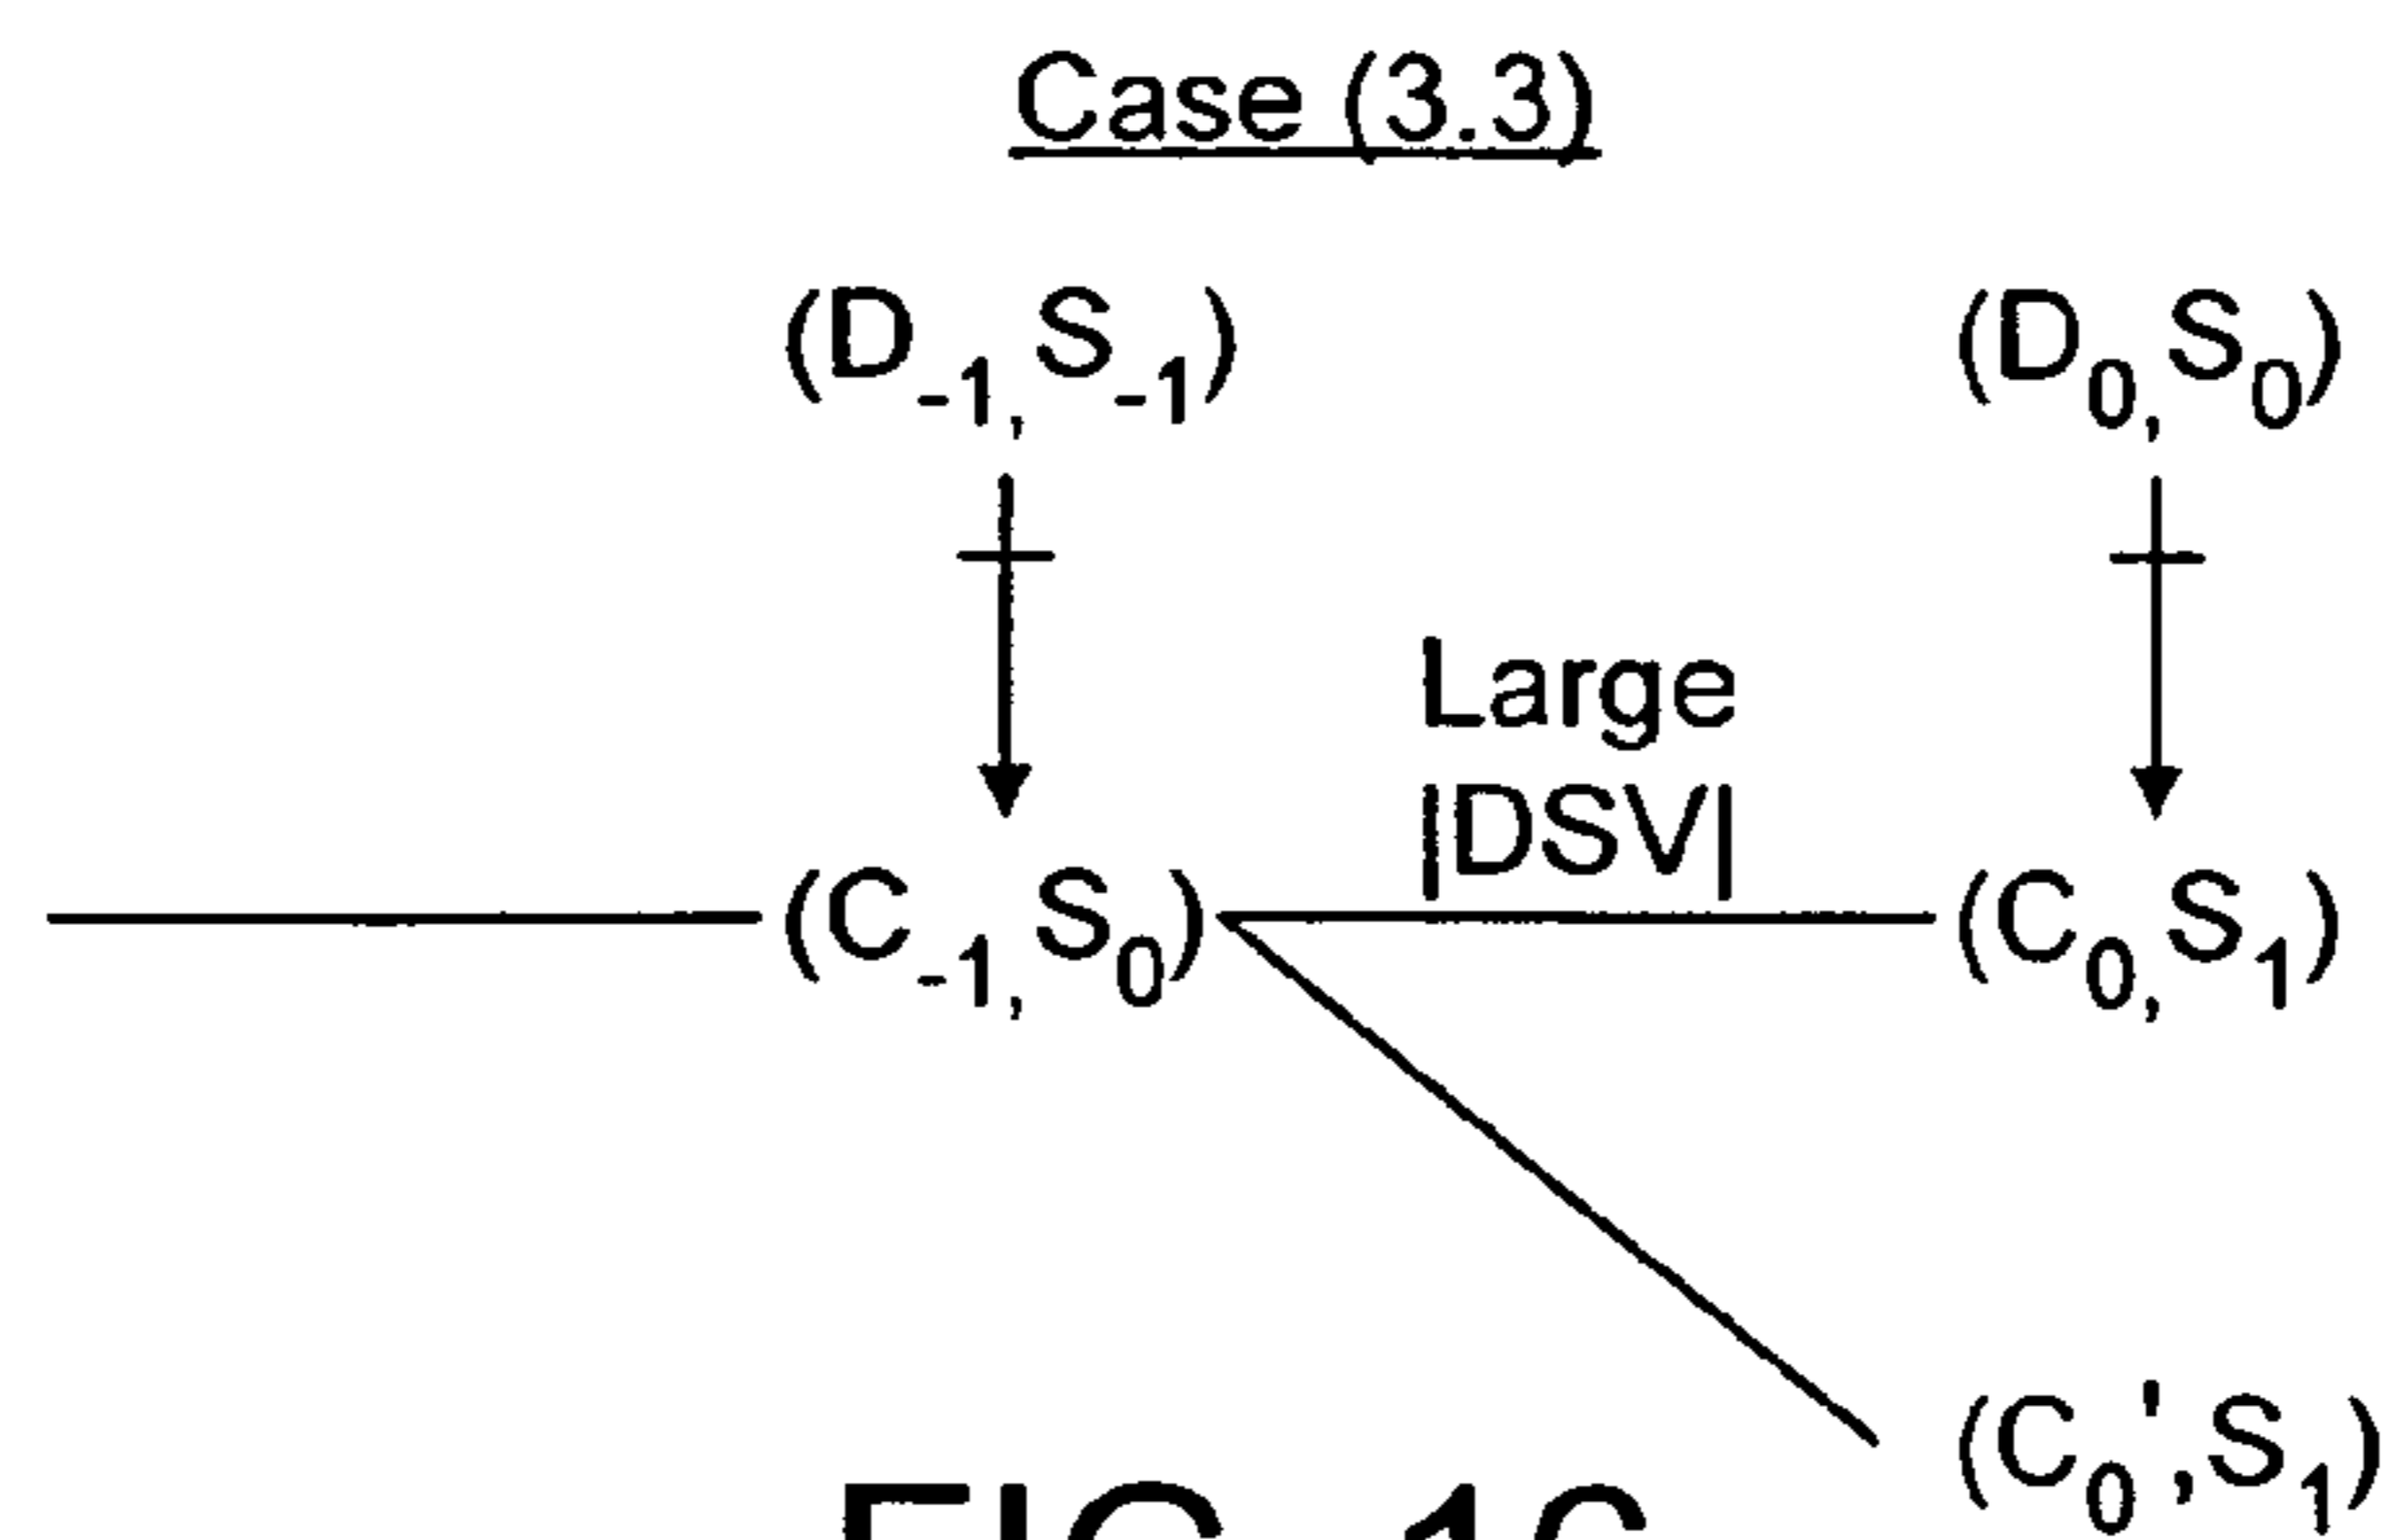 Case (3.3)
(D₋₁,S₋₁) (D₀,S₀)
Large
|DSV|
(C₋₁,S₀) (C₀,S₁)
(C₀',S₁)